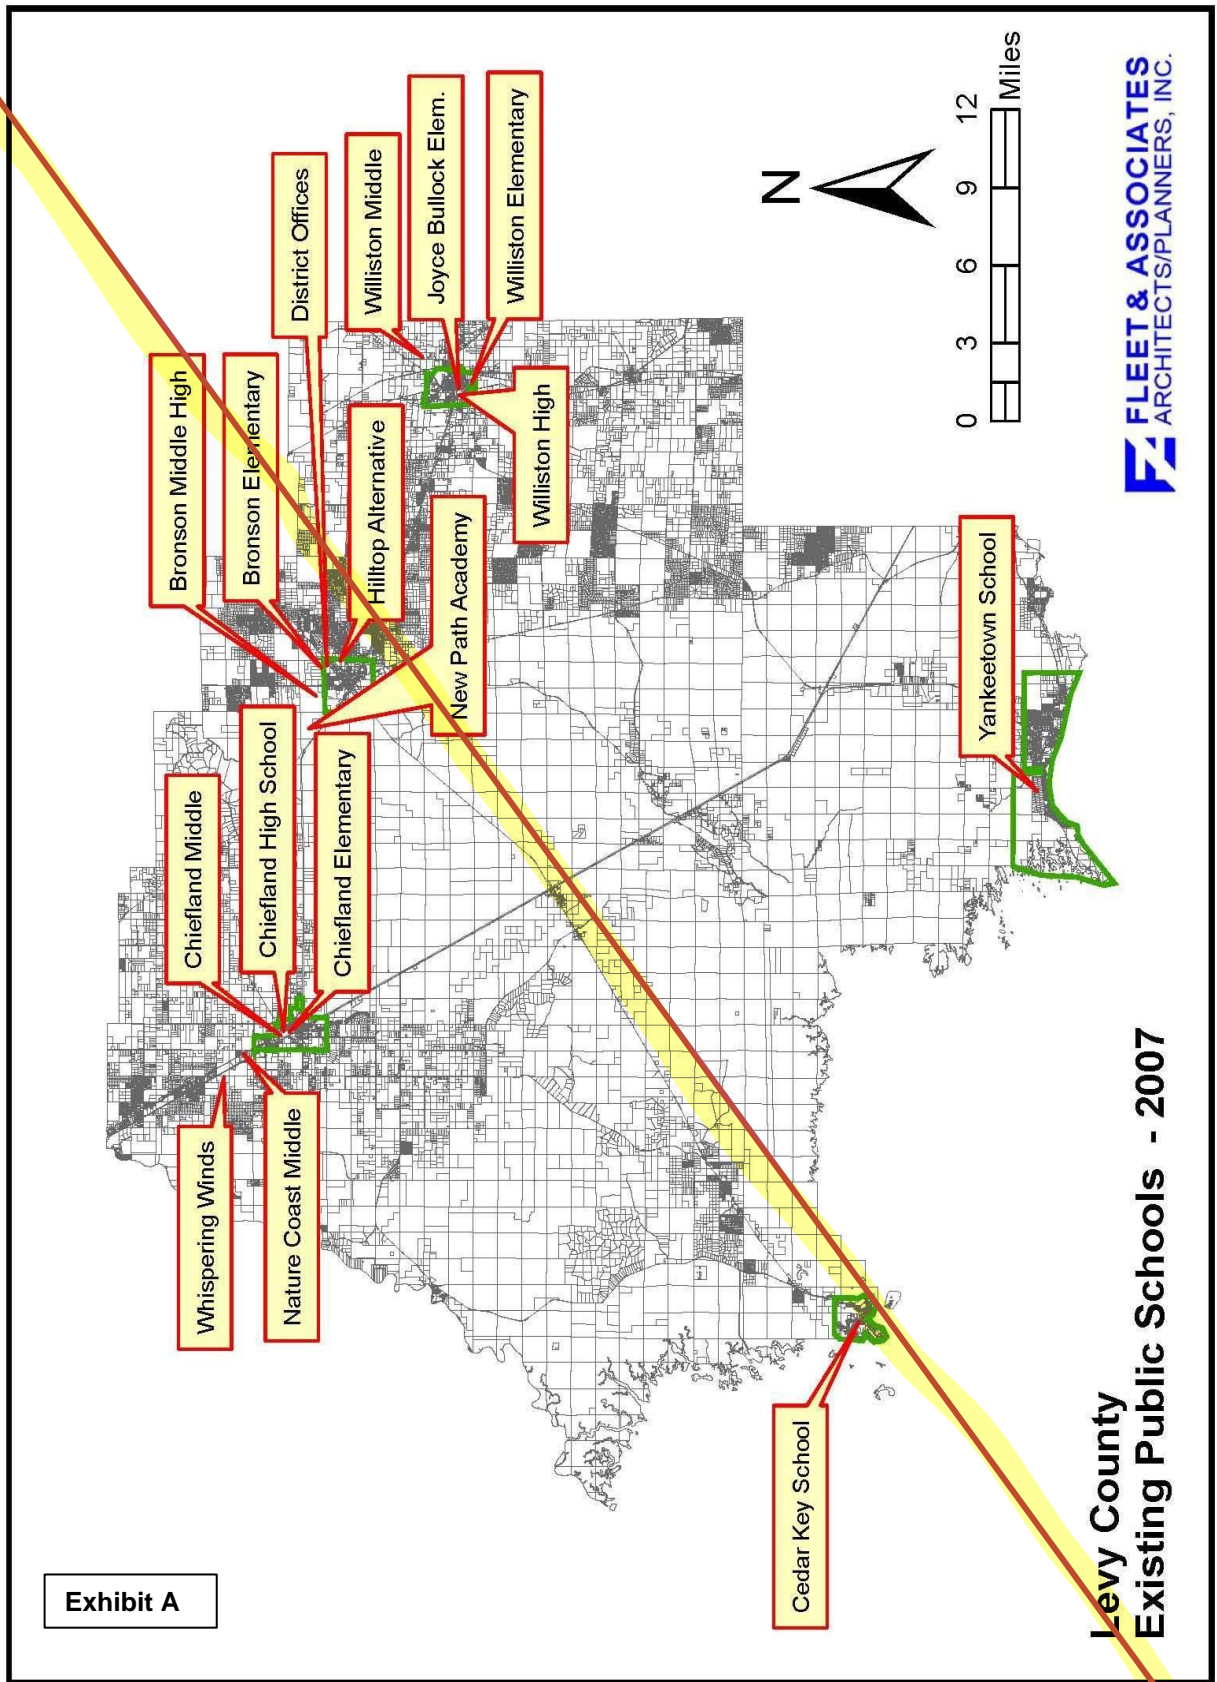 Exhibit A
Whispering Winds
Nature Coast Middle
Chiefland Middle
Chiefland High School
Chiefland Elementary
Bronson Middle High
Bronson Elementary
District Offices
Hilltop Alternative
New Path Academy
Williston Middle
Joyce Bullock Elem.
Williston Elementary
Williston High
Cedar Key School
Yankeetown School
N
0 3 6 9 12
Miles
Levy County
Existing Public Schools - 2007
FLEET & ASSOCIATES
ARCHITECTS/PLANNERS, INC.